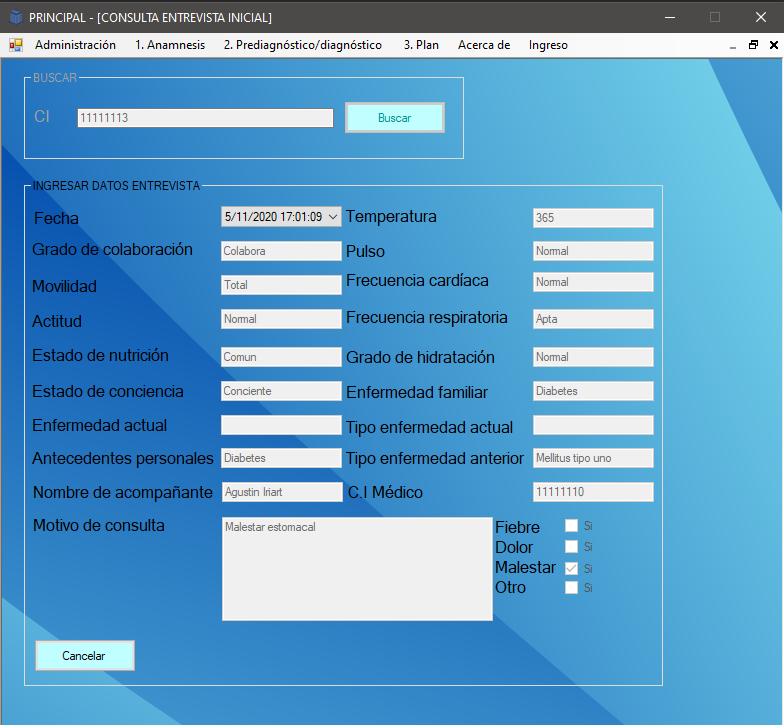 PRINCIPAL - [CONSULTA ENTREVISTA INICIAL]
Administración 1. Anamnesis 2. Prediagnóstico/diagnóstico 3. Plan Acerca de Ingreso
BUSCAR
CI 11111113 Buscar
INGRESAR DATOS ENTREVISTA
Fecha 5/11/2020 17:01:09 Temperatura 365
Grado de colaboración Colabora Pulso Normal
Movilidad Total Frecuencia cardíaca Normal
Actitud Normal Frecuencia respiratoria Apta
Estado de nutrición Comun Grado de hidratación Normal
Estado de conciencia Conciente Enfermedad familiar Diabetes
Enfermedad actual Tipo enfermedad actual
Antecedentes personales Diabetes Tipo enfermedad anterior Mellitus tipo uno
Nombre de acompañante Agustin Iriart C.I Médico 11111110
Motivo de consulta Malestar estomacal Fiebre Si
Dolor Si
Malestar Si
Otro Si
Cancelar